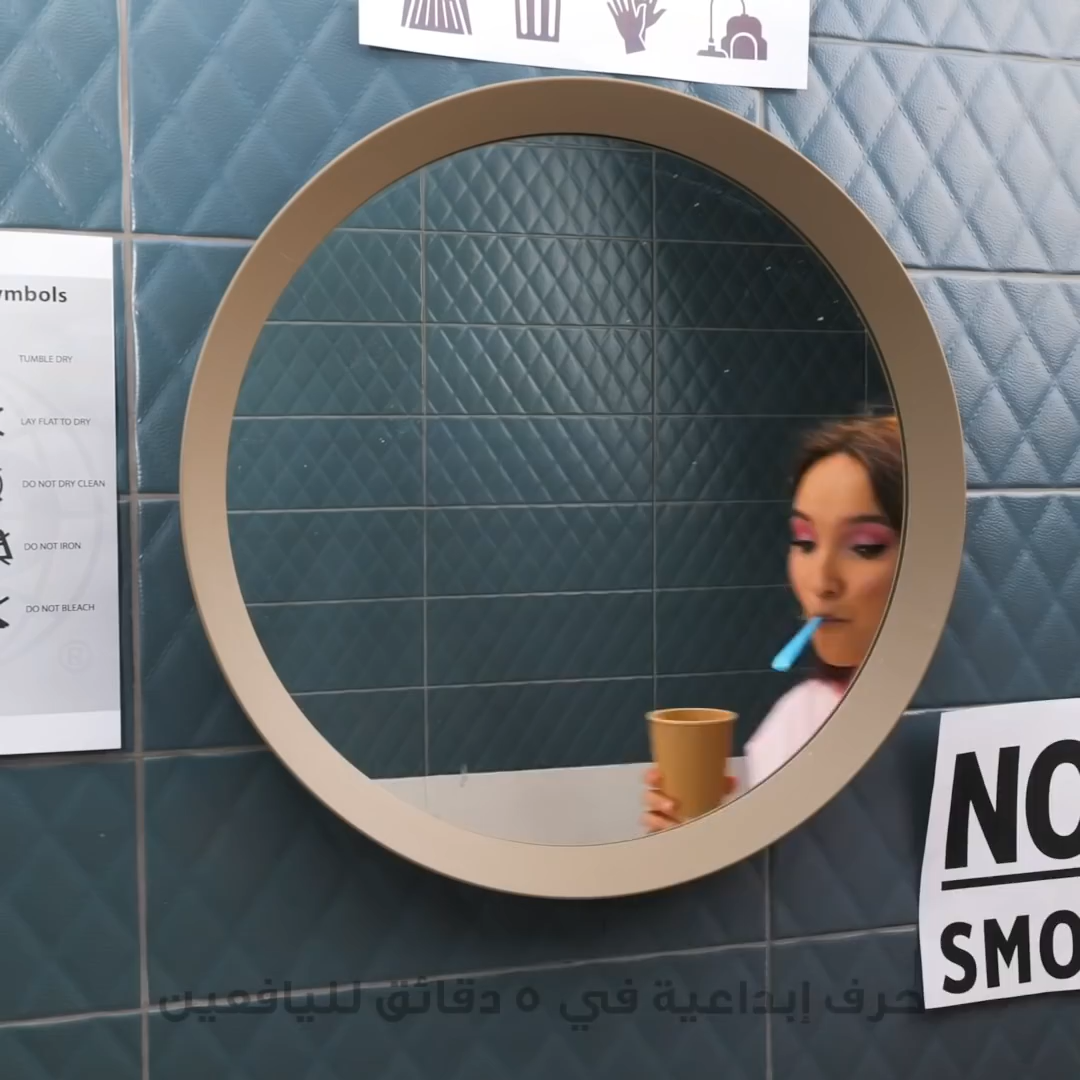 ymbols
TUMBLE DRY
LAY FLAT TO DRY
DO NOT DRY CLEAN
DO NOT IRON
DO NOT BLEACH
®
NO
SMO
حرف إبداعية في ٥ دقائق لليافعين